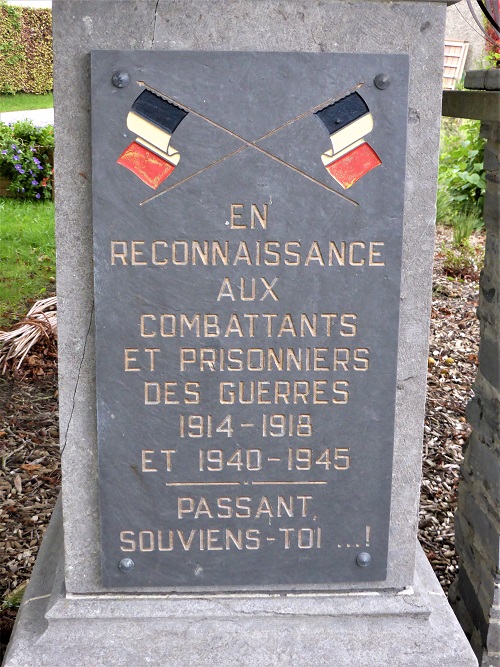 EN
RECONNAISSANCE
AUX
COMBATTANTS
ET PRISONNIERS
DES GUERRES
1914-1918
ET 1940-1945
PASSANT,
SOUVIENS-TOI ...!